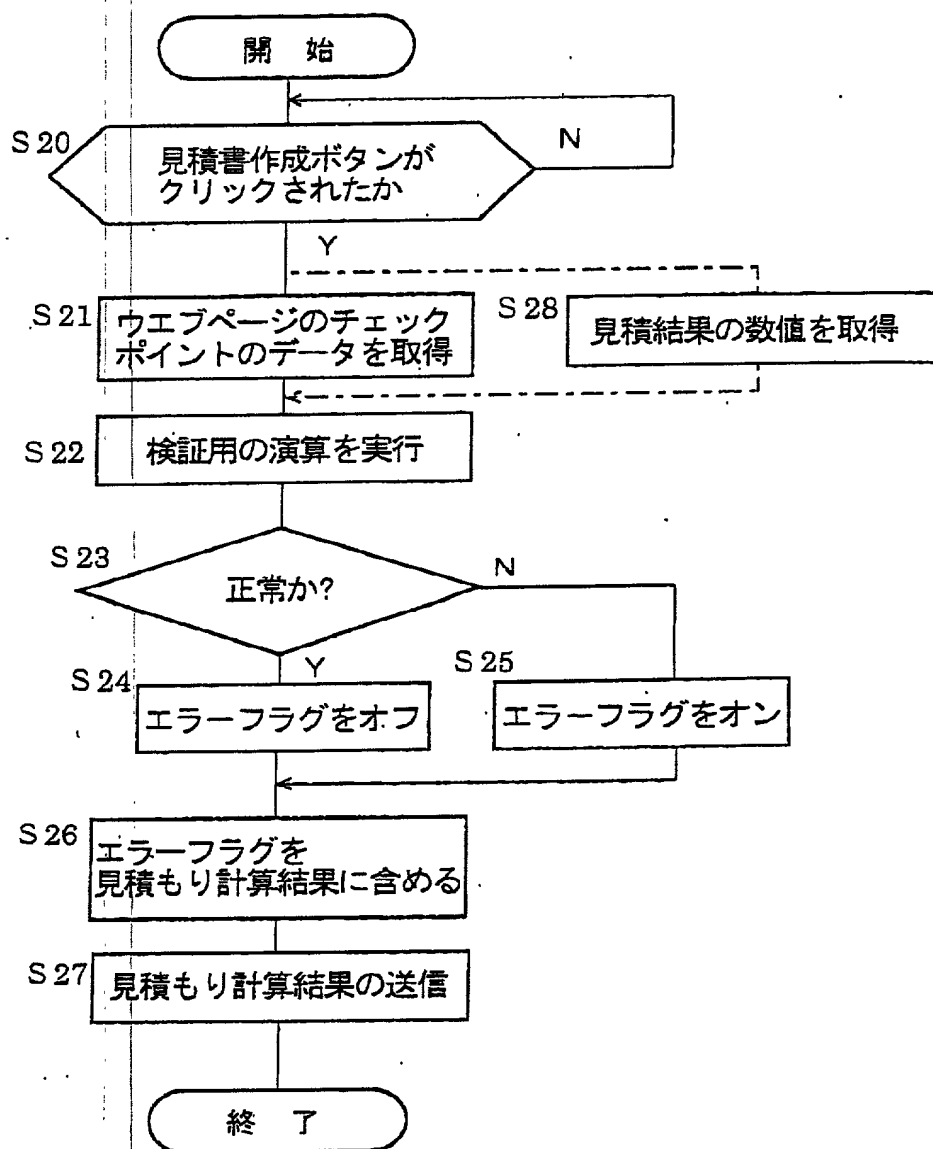 開 始
S20
見積書作成ボタンが
クリックされたか
N
Y
S21
ウエブページのチェック
ポイントのデータを取得
S28
見積結果の数値を取得
S22
検証用の演算を実行
S23
正常か?
N
Y
S24
エラーフラグをオフ
S25
エラーフラグをオン
S26
エラーフラグを
見積もり計算結果に含める
S27
見積もり計算結果の送信
終 了